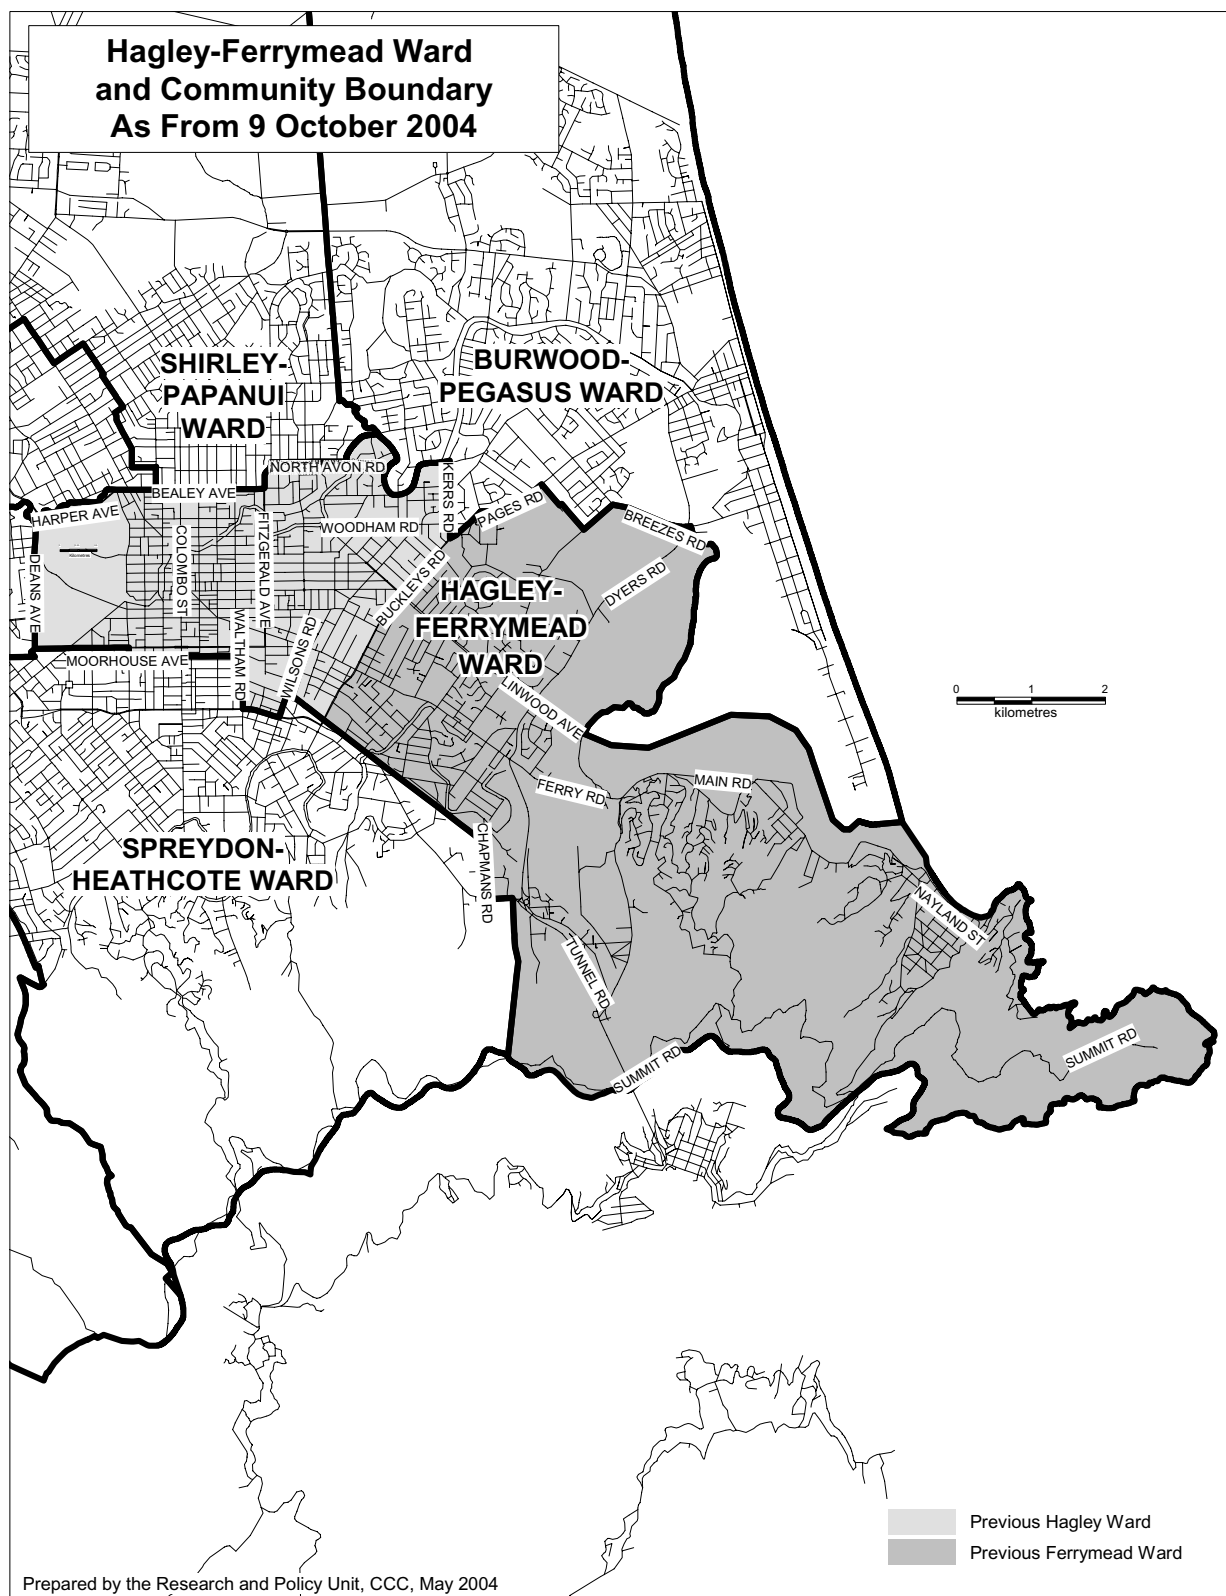 Hagley-Ferrymead Ward
and Community Boundary
As From 9 October 2004
SHIRLEY-
PAPANUI
WARD
BURWOOD-
PEGASUS WARD
NORTH AVON RD
BEALEY AVE
HARPER AVE
KERRS RD
PAGES RD
BREEZES RD
WOODHAM RD
FITZGERALD AVE
COLOMBO ST
DEANS AVE
Kilometres
BUCKLEYS RD
DYERS RD
HAGLEY-
FERRYMEAD
WARD
WALTHAM RD
WILSONS RD
MOORHOUSE AVE
LINWOOD AVE
0 1 2
kilometres
FERRY RD
MAIN RD
SPREYDON-
HEATHCOTE WARD
CHAPMANS RD
NAYLAND ST
TUNNEL RD
SUMMIT RD
SUMMIT RD
Previous Hagley Ward
Previous Ferrymead Ward
Prepared by the Research and Policy Unit, CCC, May 2004